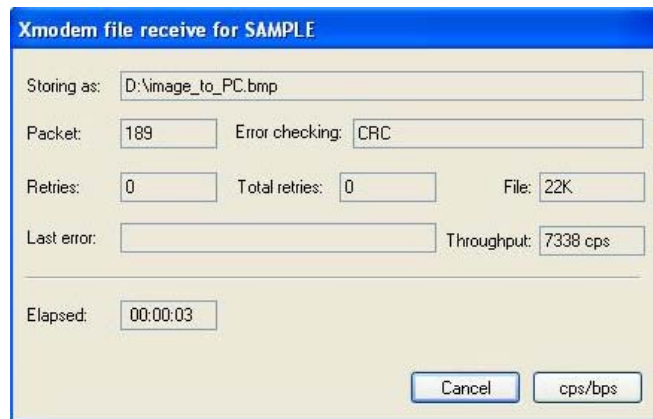 Xmodem file receive for SAMPLE
Storing as: D:\image_to_PC.bmp
Packet: 189 Error checking: CRC
Retries: 0 Total retries: 0 File: 22K
Last error: Throughput: 7338 cps
Elapsed: 00:00:03
Cancel cps/bps